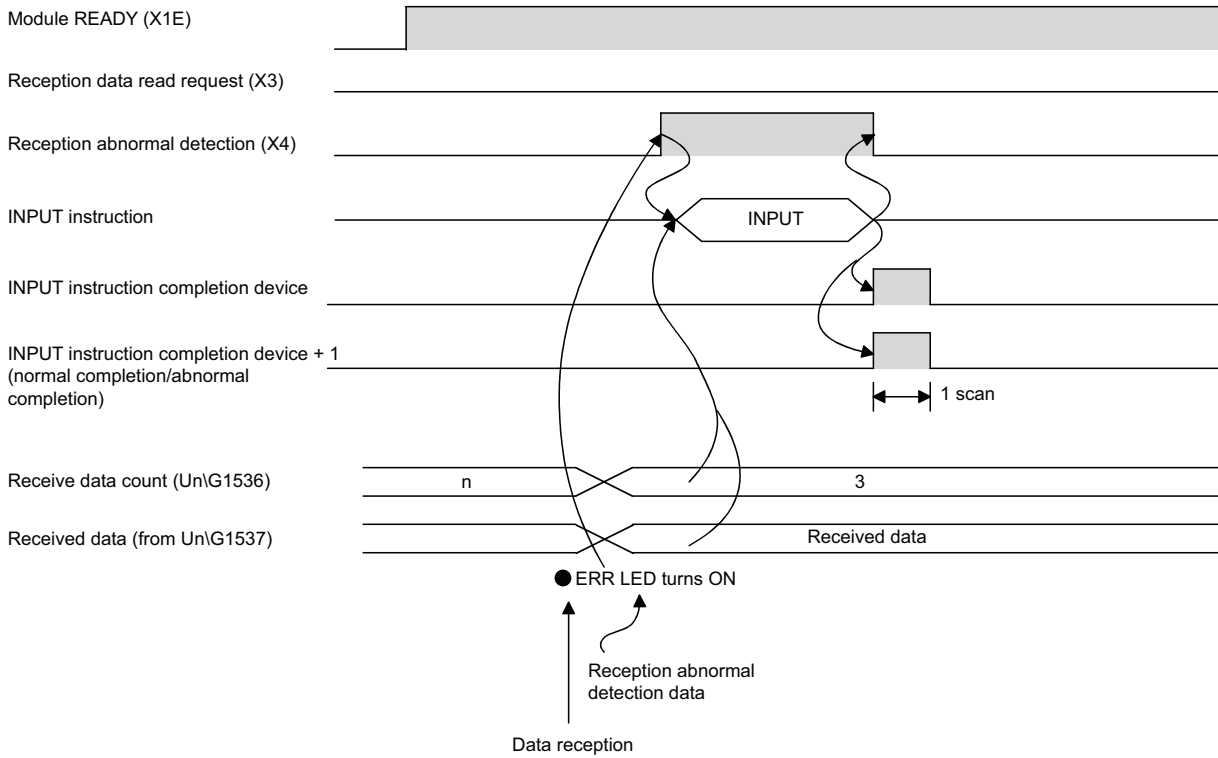 Module READY (X1E)
Reception data read request (X3)
Reception abnormal detection (X4)
INPUT instruction
INPUT
INPUT instruction completion device
INPUT instruction completion device + 1
(normal completion/abnormal
completion)
1 scan
Receive data count (Un\G1536)
n
3
Received data (from Un\G1537)
Received data
ERR LED turns ON
Reception abnormal
detection data
Data reception